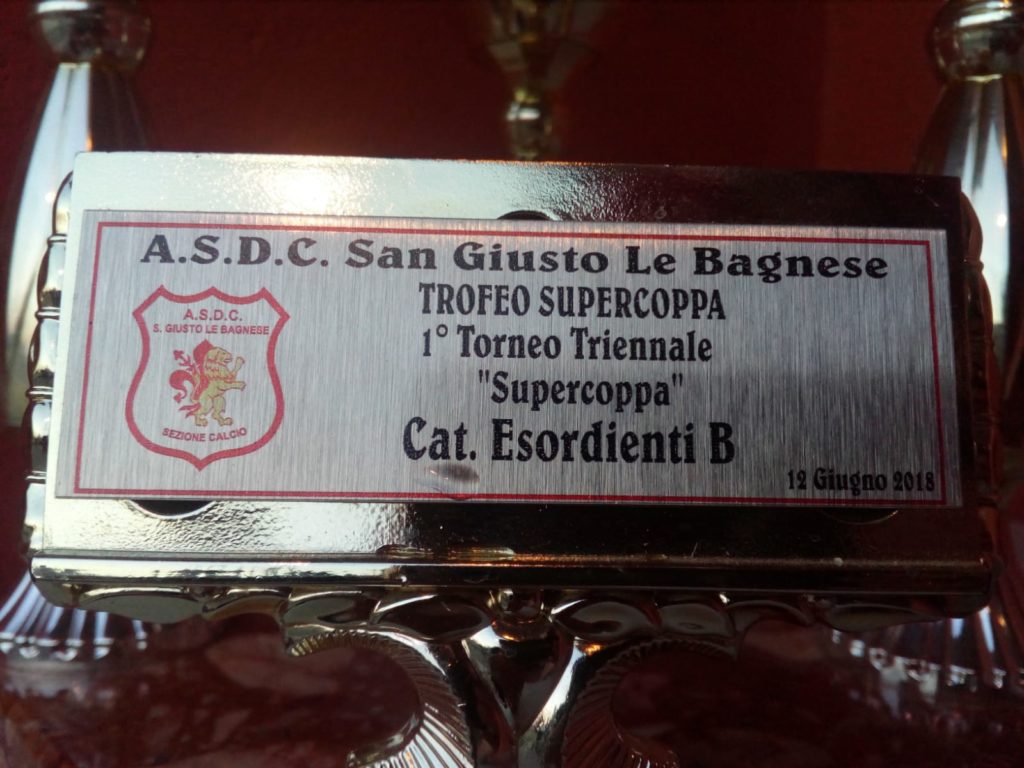 A.S.D.C. San Giusto Le Bagnese
TROFEO SUPERCOPPA
1° Torneo Triennale
"Supercoppa"
Cat. Esordienti B
12 Giugno 2018
A.S.D.C.
S. GIUSTO LE BAGNESE
SEZIONE CALCIO